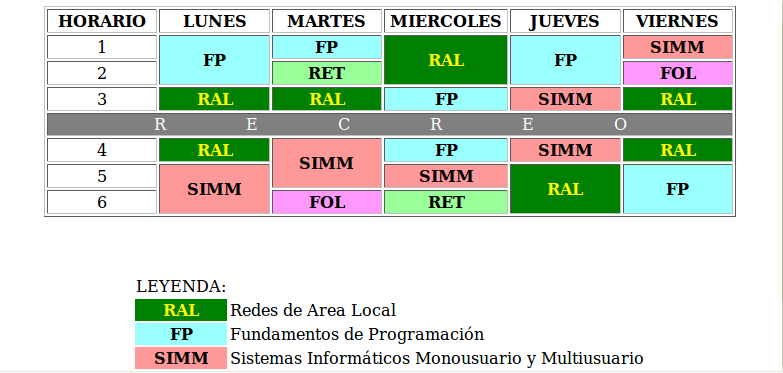 HORARIO LUNES MARTES MIERCOLES JUEVES VIERNES
1 FP FP RAL FP SIMM
2 RET FOL
3 RAL RAL FP SIMM RAL
R E C R E O
4 RAL SIMM FP SIMM RAL
5 SIMM SIMM RAL FP
6 FOL RET
LEYENDA:
RAL Redes de Area Local
FP Fundamentos de Programación
SIMM Sistemas Informáticos Monousuario y Multiusuario